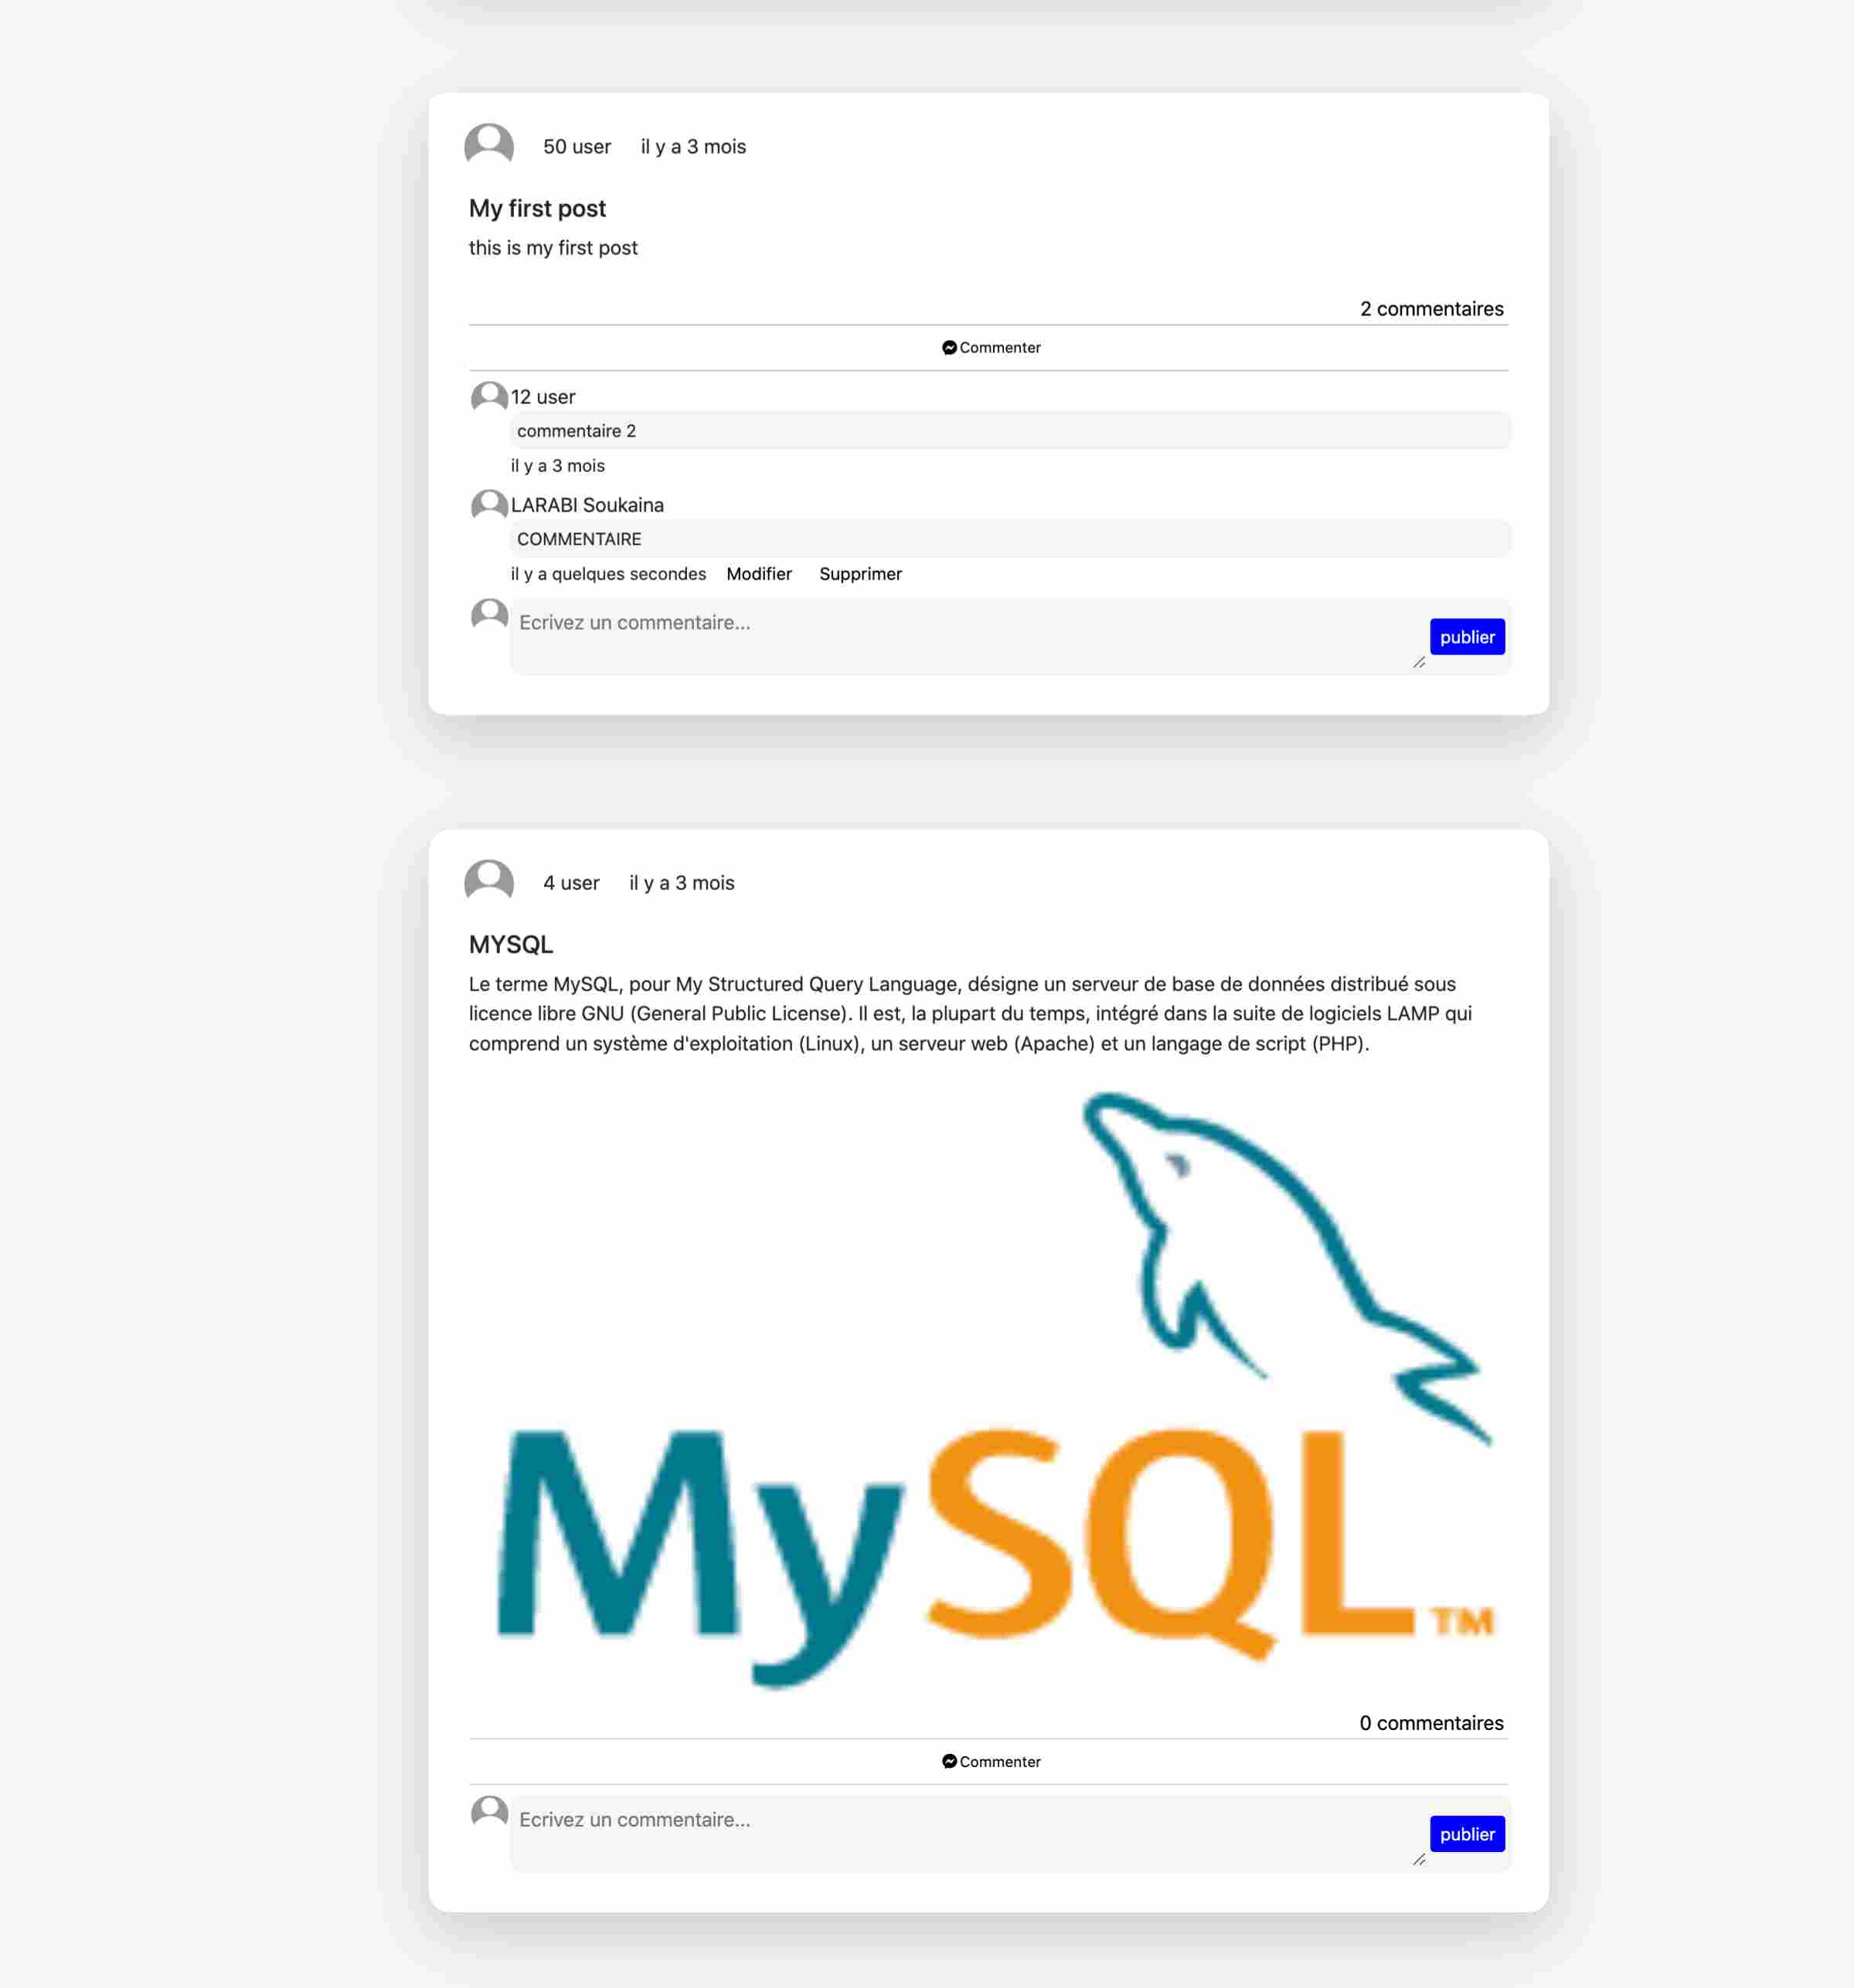 50 user il y a 3 mois
My first post
this is my first post
2 commentaires
Commenter
12 user
commentaire 2
il y a 3 mois
LARABI Soukaina
COMMENTAIRE
il y a quelques secondes Modifier Supprimer
Ecrivez un commentaire...
publier
4 user il y a 3 mois
MYSQL
Le terme MySQL, pour My Structured Query Language, désigne un serveur de base de données distribué sous
licence libre GNU (General Public License). Il est, la plupart du temps, intégré dans la suite de logiciels LAMP qui
comprend un système d'exploitation (Linux), un serveur web (Apache) et un langage de script (PHP).
MySQL TM
0 commentaires
Commenter
Ecrivez un commentaire...
publier